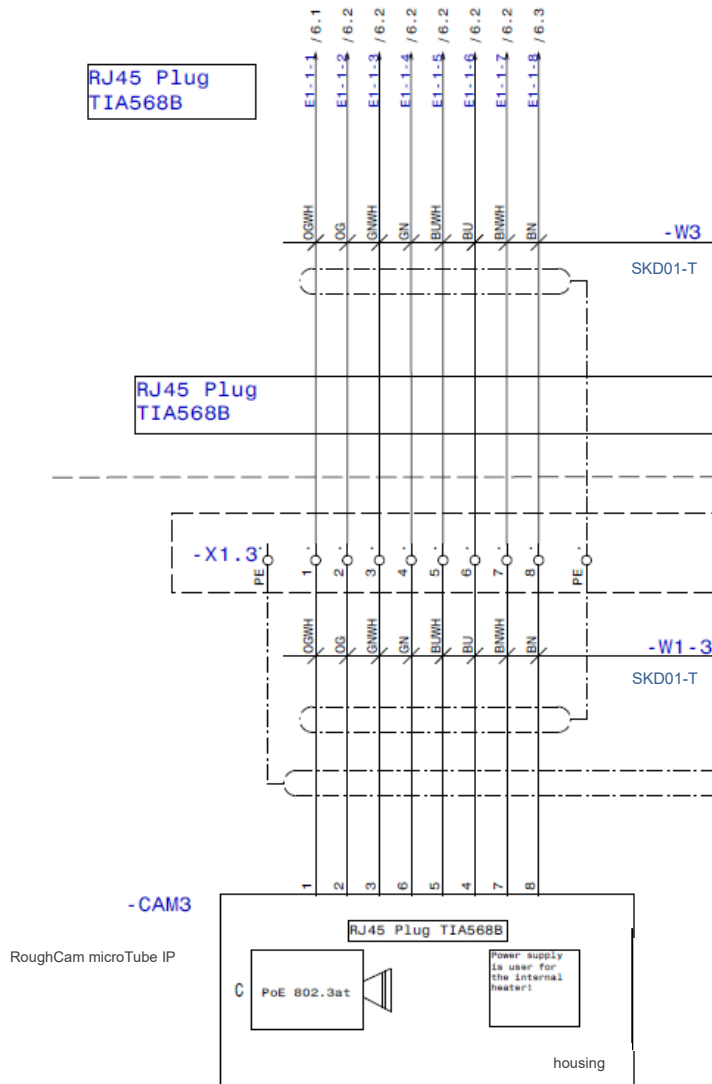 /6.1 /6.2 /6.2 /6.2 /6.2 /6.2 /6.2 /6.3
E1-1-1 E1-1-2 E1-1-3 E1-1-4 E1-1-5 E1-1-6 E1-1-7 E1-1-8
RJ45 Plug
TIA568B
OGWH OG GNWH GN BUWH BU BNWH BN
-W3
SKD01-T
RJ45 Plug
TIA568B
-X1.3
PE 1 2 3 4 5 6 7 8 PE
OGWH OG GNWH GN BUWH BU BNWH BN
-W1-3
SKD01-T
1 2 3 6 5 4 7 8
-CAM3
RJ45 Plug TIA568B
RoughCam microTube IP
C
PoE 802.3at
Power supply
is user for
the internal
heater!
housing